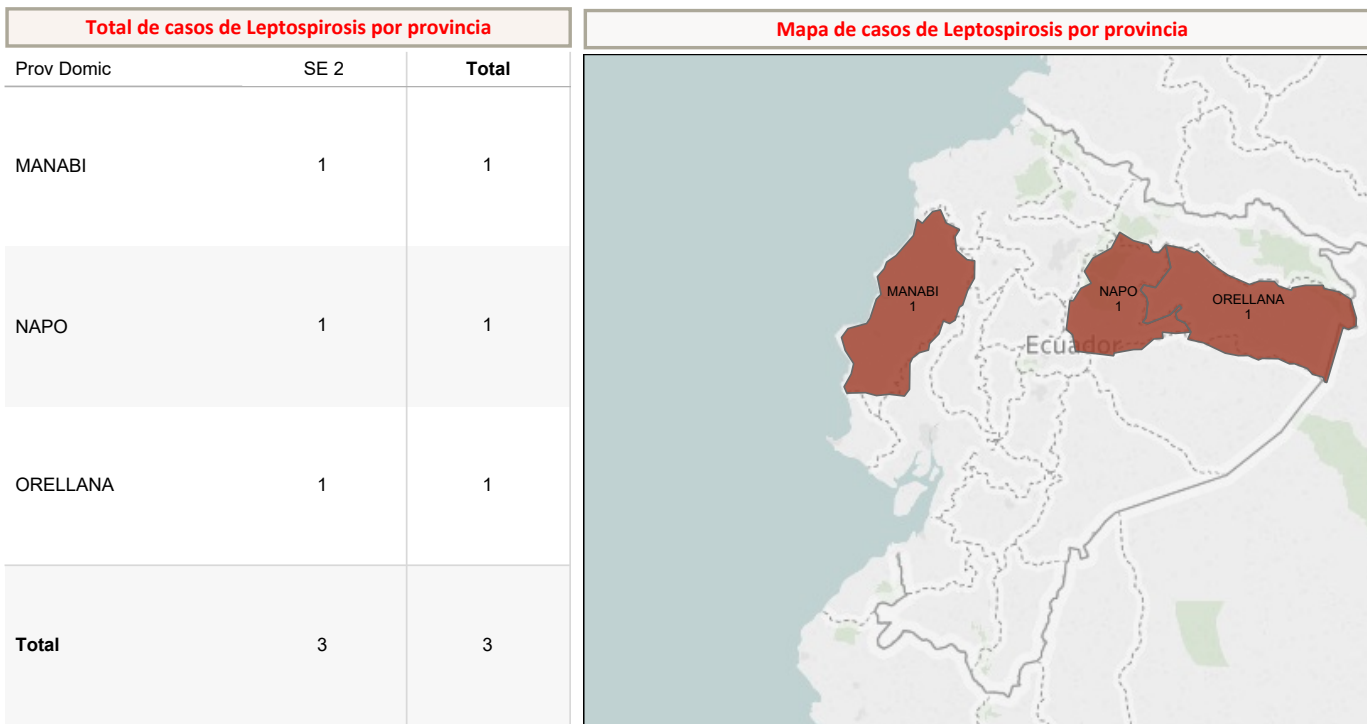 Total de casos de Leptospirosis por provincia
Prov Domic SE 2 Total
MANABI 1 1
NAPO 1 1
ORELLANA 1 1
Total 3 3
Mapa de casos de Leptospirosis por provincia
MANABI
1
NAPO
1
ORELLANA
1
Ecuador